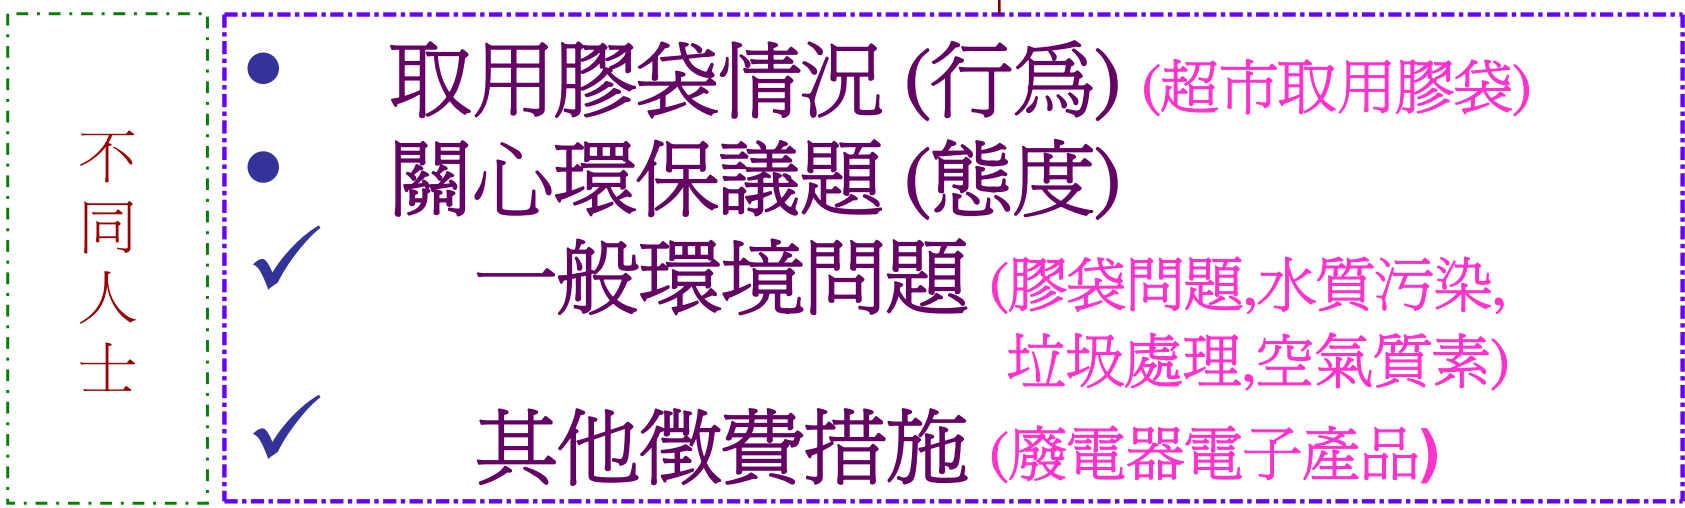 不同人士
取用膠袋情況 (行為) (超市取用膠袋)
關心環保議題 (態度)
一般環境問題 (膠袋問題,水質污染,
垃圾處理,空氣質素)
其他徵費措施 (廢電器電子產品)